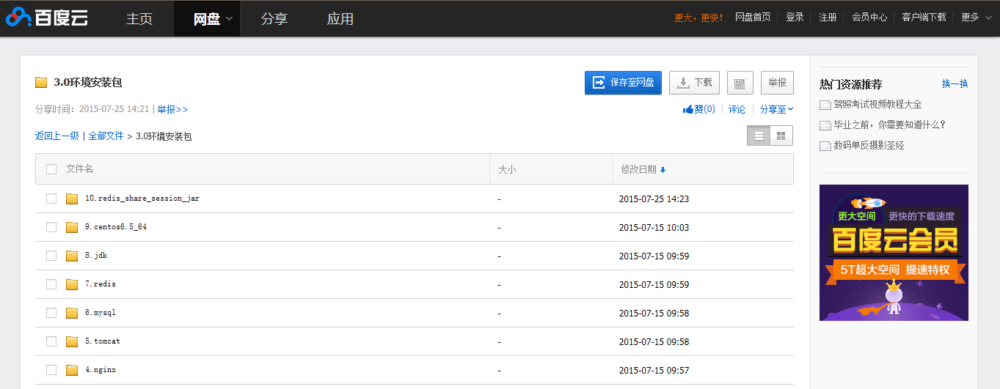 百度云 主页 网盘 分享 应用 更大，更快！ 网盘首页 登录 注册 会员中心 客户端下载 更多
3.0环境安装包 保存至网盘 下载 举报
分享时间：2015-07-25 14:21 | 举报>> 赞(0) | 评论 | 分享至
返回上一级 | 全部文件 > 3.0环境安装包
文件名 大小 修改日期
10.redis_share_session_jar - 2015-07-25 14:23
9.centos6.5_64 - 2015-07-15 10:03
8.jdk - 2015-07-15 09:59
7.redis - 2015-07-15 09:59
6.mysql - 2015-07-15 09:58
5.tomcat - 2015-07-15 09:58
4.nginx - 2015-07-15 09:57
热门资源推荐 换一换
驾照考试视频教程大全
毕业之前，你需要知道什么？
数码单反摄影圣经
更大空间 更快的下载速度
百度云会员
5T超大空间 提速特权